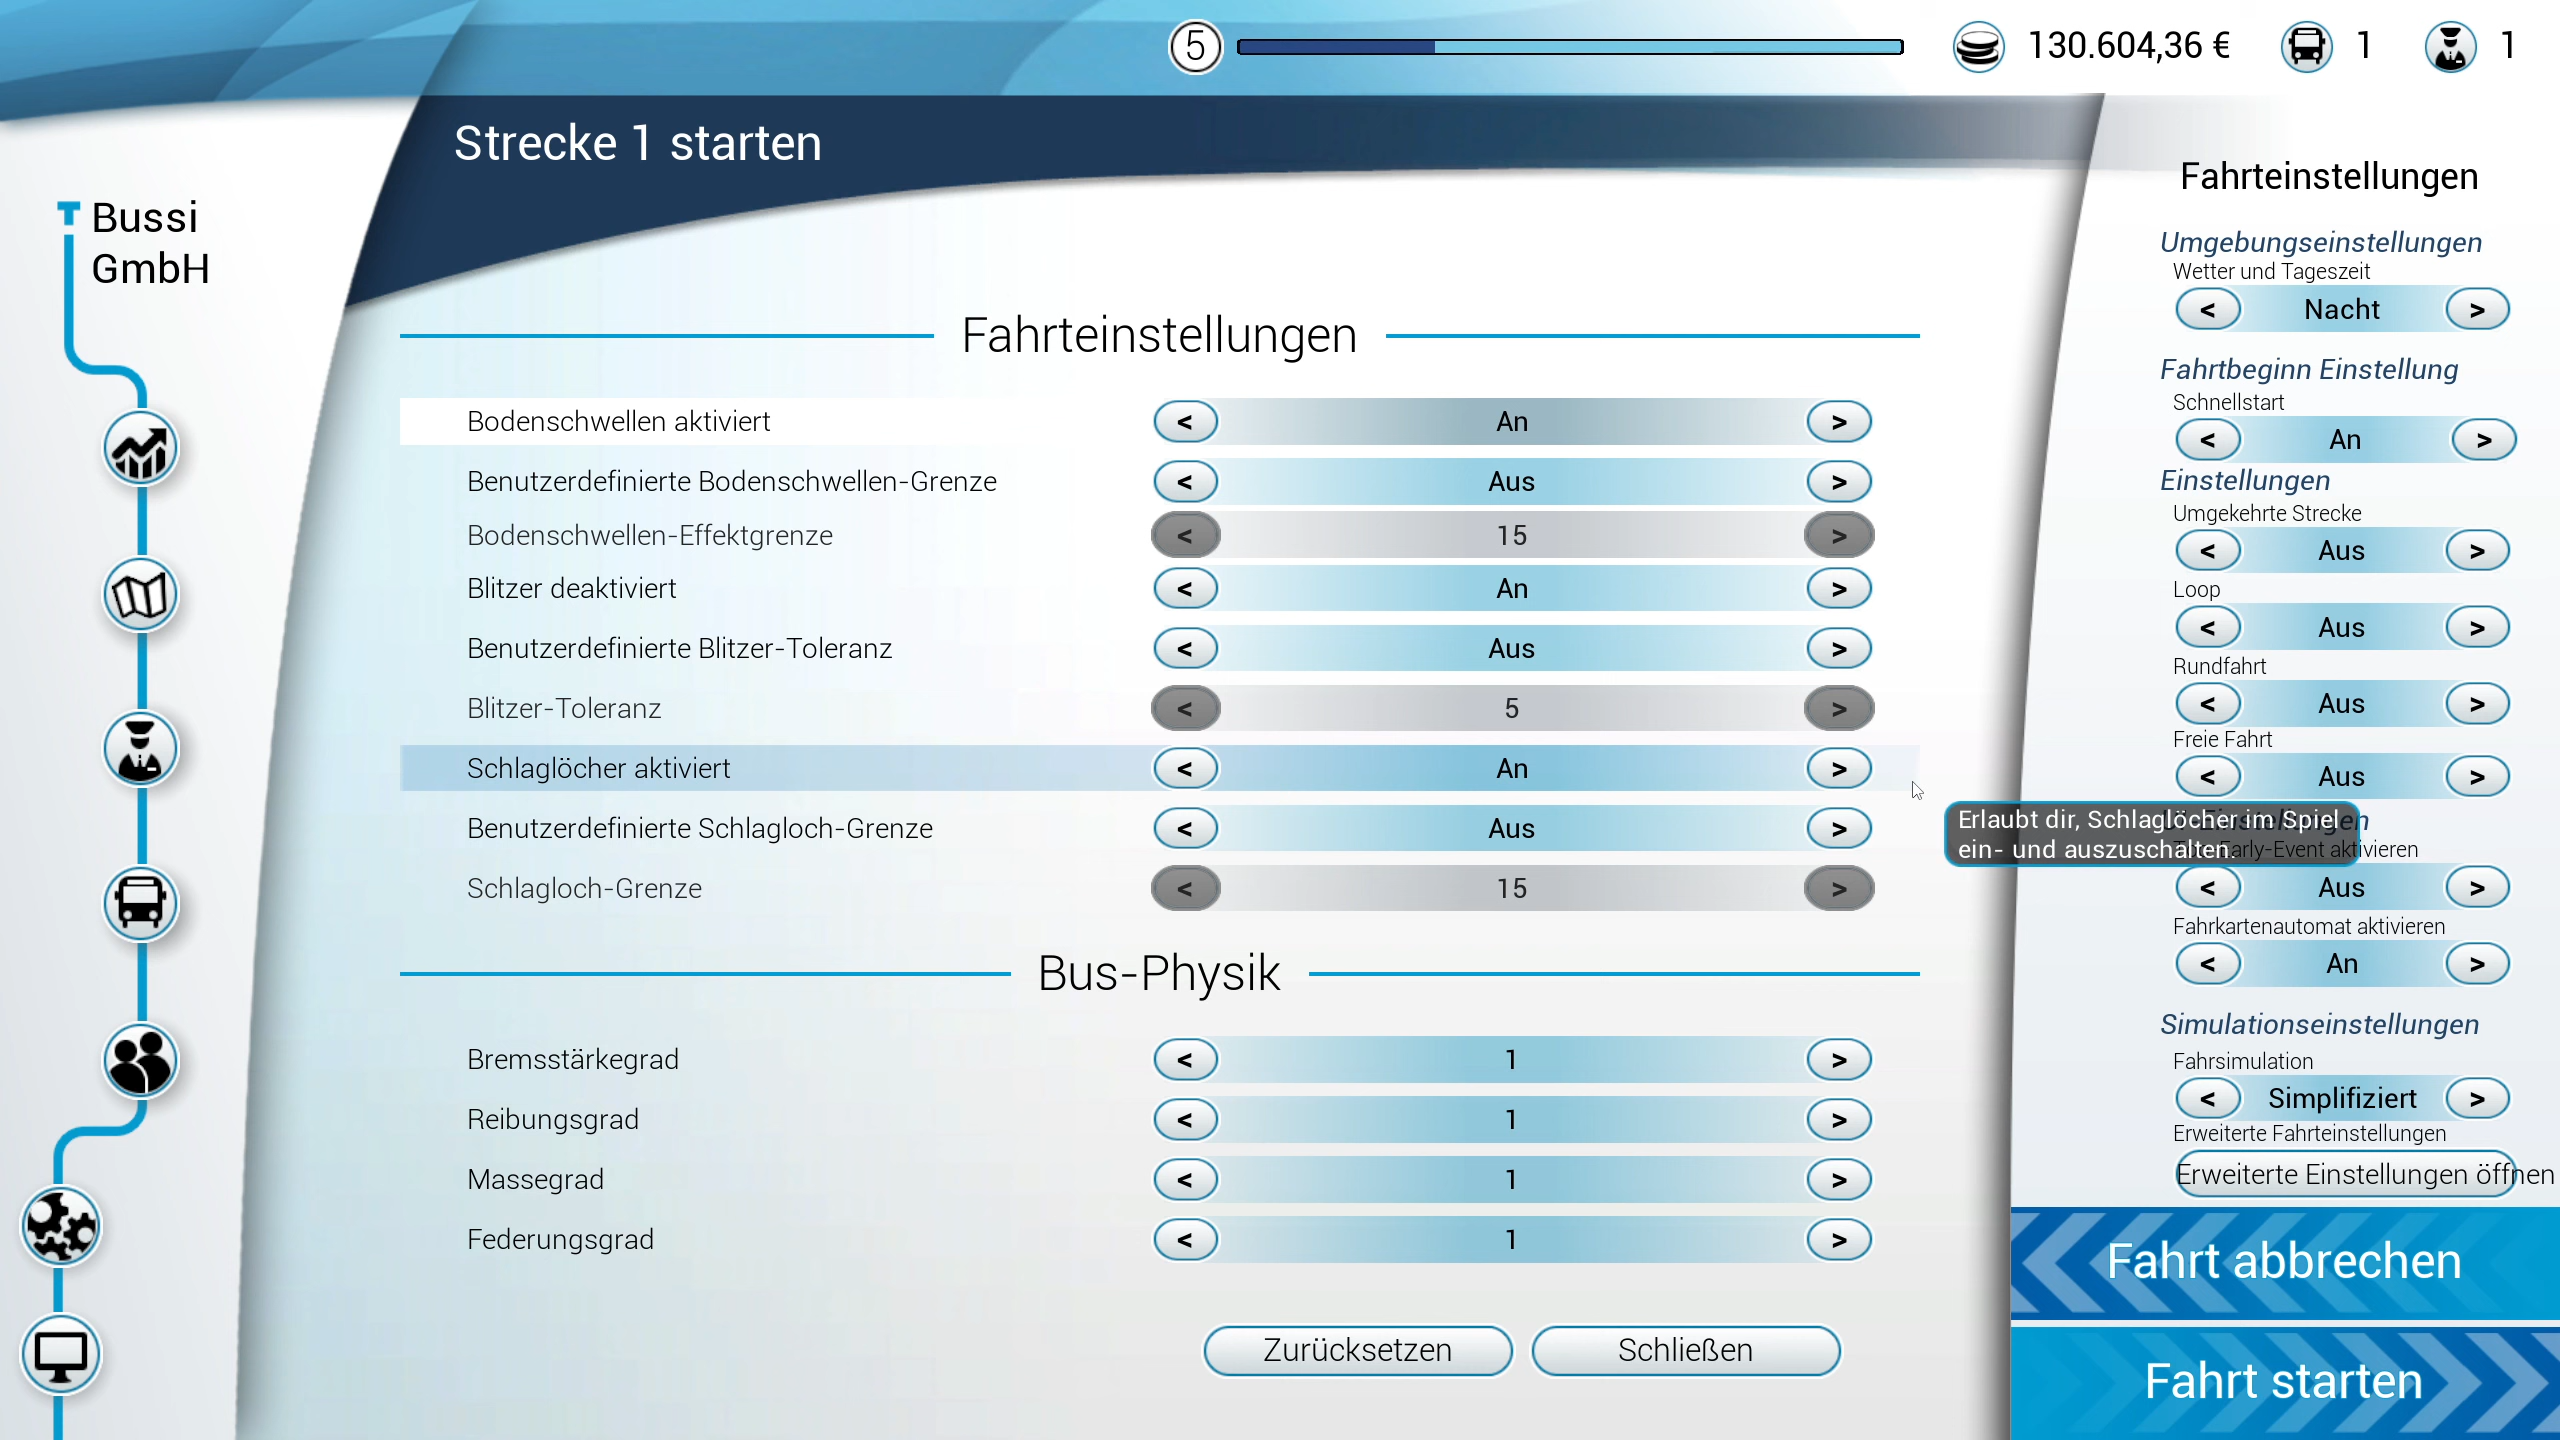 5
130.604,36 €
1
1
Strecke 1 starten
Bussi
GmbH
Fahrteinstellungen
Bodenschwellen aktiviert < An >
Benutzerdefinierte Bodenschwellen-Grenze < Aus >
Bodenschwellen-Effektgrenze < 15 >
Blitzer deaktiviert < An >
Benutzerdefinierte Blitzer-Toleranz < Aus >
Blitzer-Toleranz < 5 >
Schlaglöcher aktiviert < An >
Benutzerdefinierte Schlagloch-Grenze < Aus >
Schlagloch-Grenze < 15 >
Bus-Physik
Bremsstärkegrad < 1 >
Reibungsgrad < 1 >
Massegrad < 1 >
Federungsgrad < 1 >
Zurücksetzen
Schließen
Fahrteinstellungen
Umgebungseinstellungen
Wetter und Tageszeit
< Nacht >
Fahrtbeginn Einstellung
Schnellstart
< An >
Einstellungen
Umgekehrte Strecke
< Aus >
Loop
< Aus >
Rundfahrt
< Aus >
Freie Fahrt
< Aus >
Erlaubt dir, Schlaglöcher im Spiel
ein- und auszuschalten.
Early-Event aktivieren
< Aus >
Fahrkartenautomat aktivieren
< An >
Simulationseinstellungen
Fahrsimulation
< Simplifiziert >
Erweiterte Fahrteinstellungen
Erweiterte Einstellungen öffnen
Fahrt abbrechen
Fahrt starten